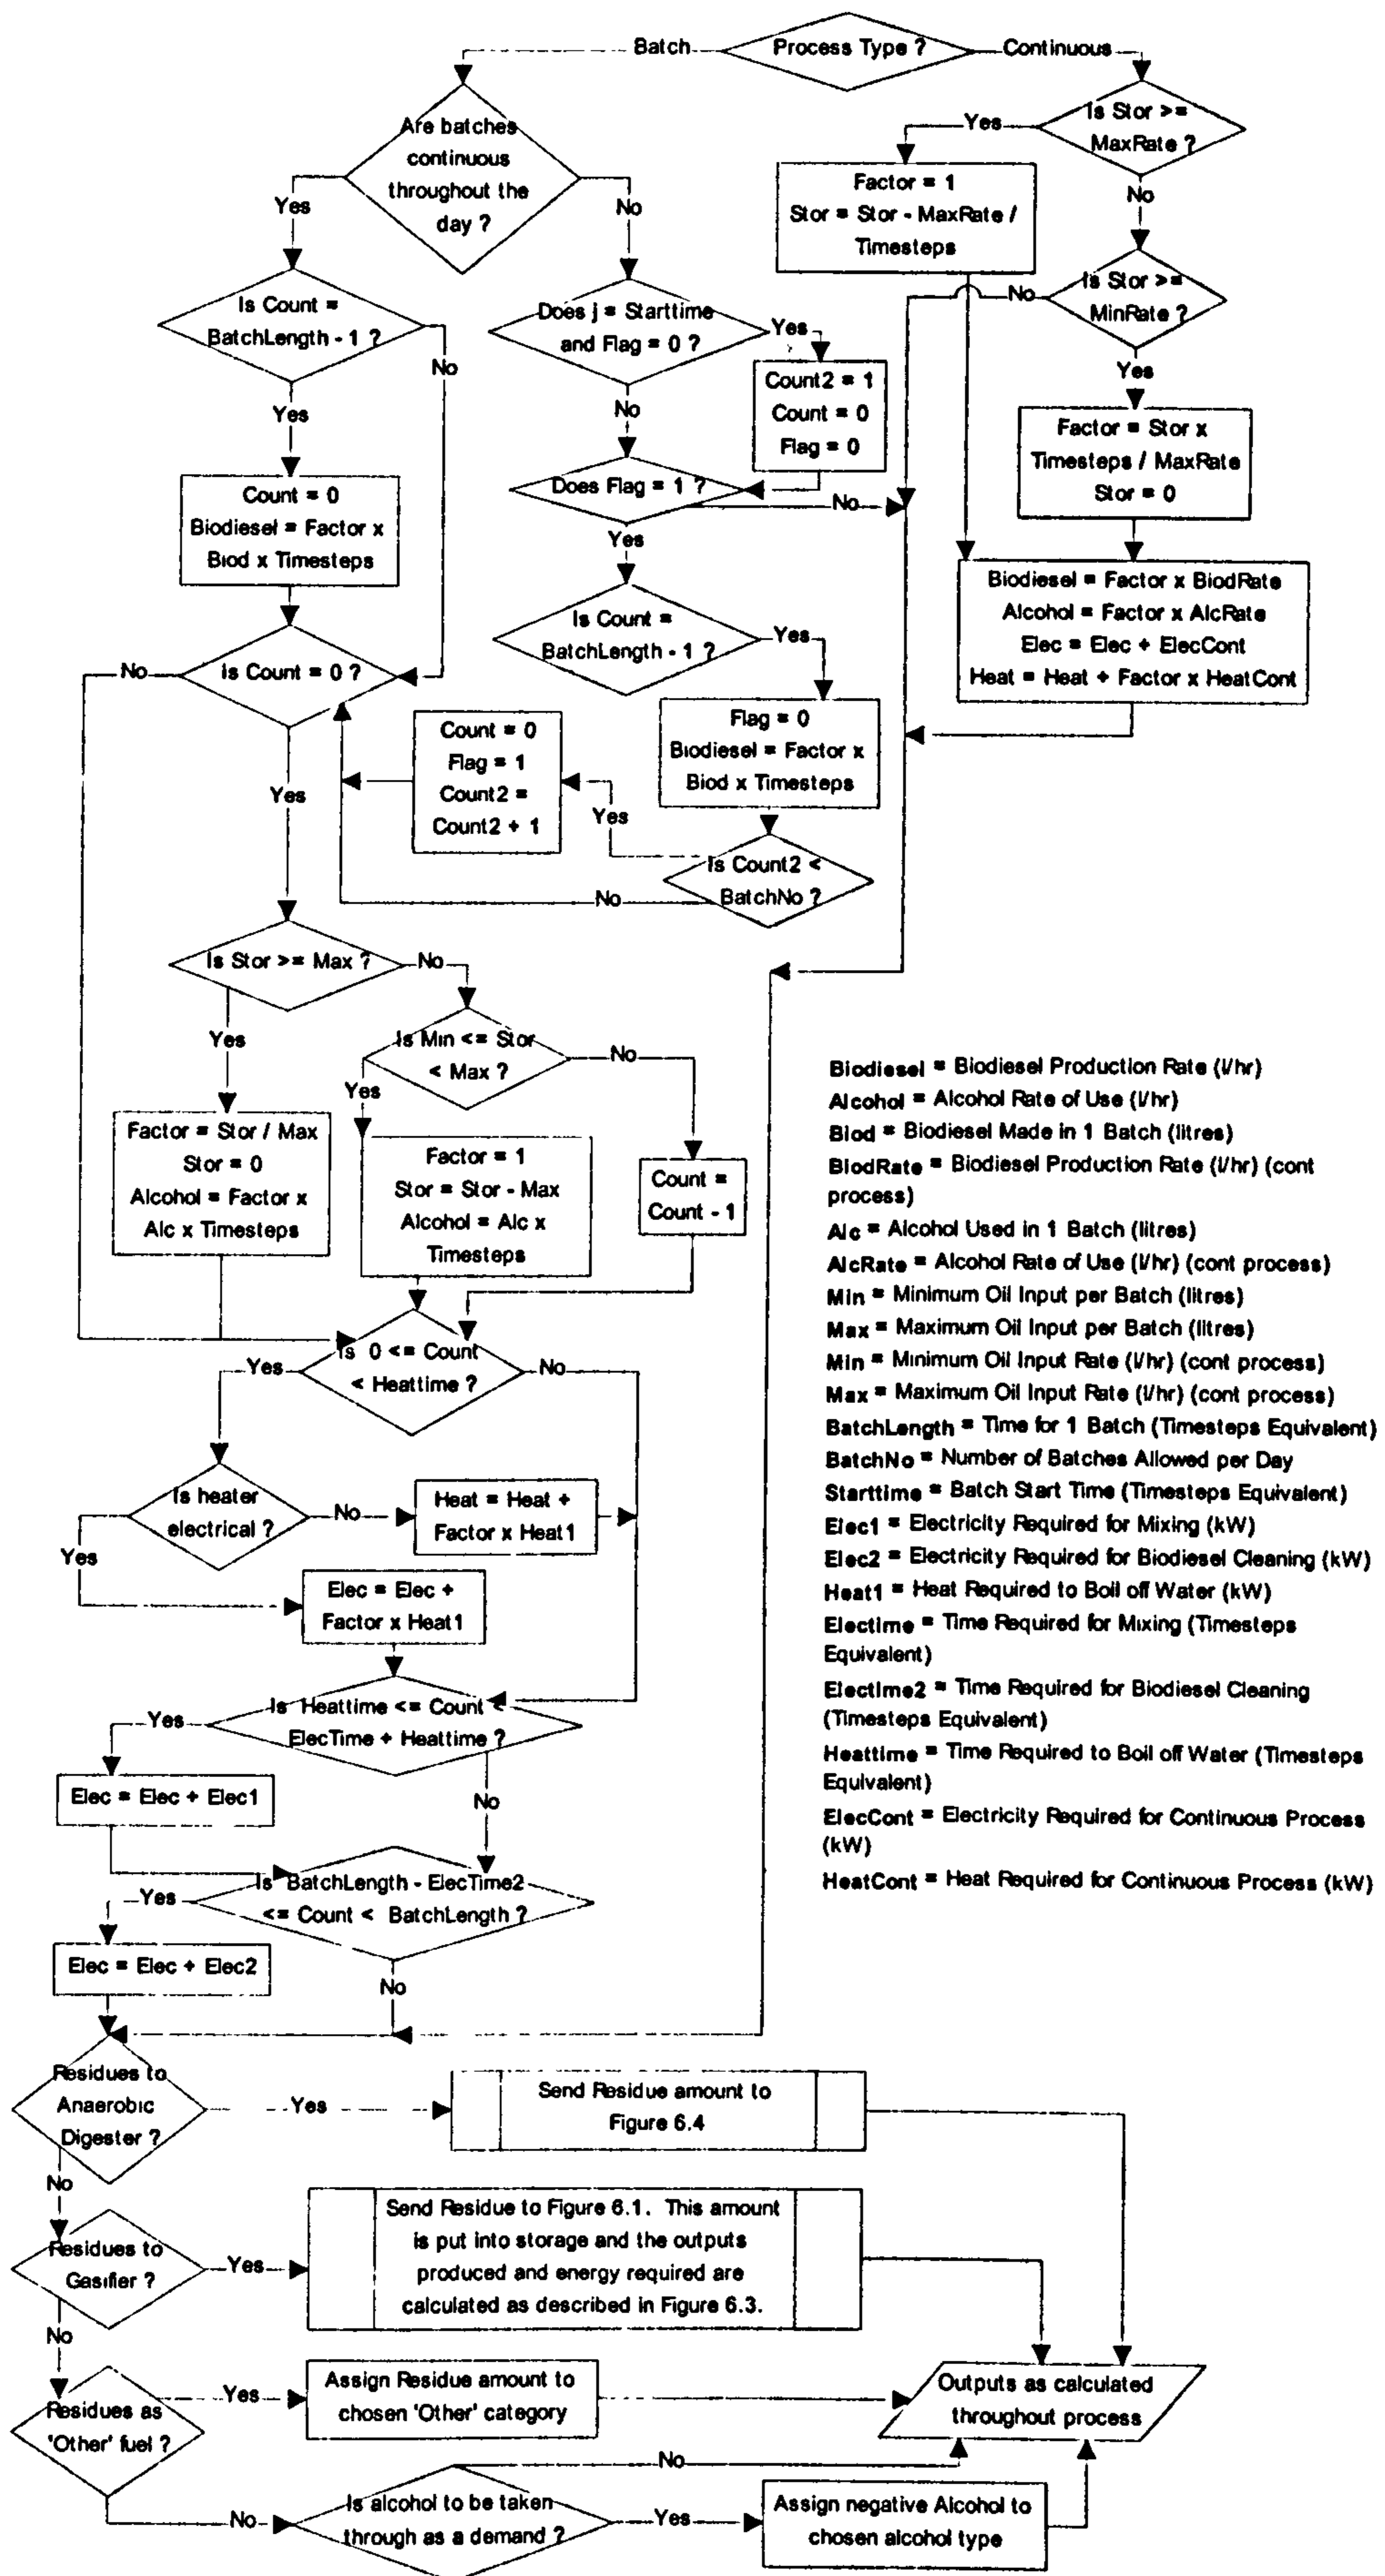 Process Type ?
Batch
Continuous
Are batches
continuous
throughout the
day ?
Yes
No
Is Stor >=
MaxRate ?
Yes
No
Factor = 1
Stor = Stor - MaxRate /
Timesteps
Is Stor >=
MinRate ?
No
Yes
Factor = Stor x
Timesteps / MaxRate
Stor = 0
Biodiesel = Factor x BiodRate
Alcohol = Factor x AlcRate
Elec = Elec + ElecCont
Heat = Heat + Factor x HeatCont
Is Count =
BatchLength - 1 ?
No
Yes
Count = 0
Biodiesel = Factor x
Biod x Timesteps
Does j = Starttime
and Flag = 0 ?
Yes
No
Count2 = 1
Count = 0
Flag = 0
Does Flag = 1 ?
No
Yes
Is Count =
BatchLength - 1 ?
Yes
Flag = 0
Biodiesel = Factor x
Biod x Timesteps
Is Count2 <
BatchNo ?
Yes
No
Count = 0
Flag = 1
Count2 =
Count2 + 1
Is Count = 0 ?
No
Yes
Is Stor >= Max ?
No
Yes
Is Min <= Stor
< Max ?
No
Yes
Factor = Stor / Max
Stor = 0
Alcohol = Factor x
Alc x Timesteps
Factor = 1
Stor = Stor - Max
Alcohol = Alc x
Timesteps
Count =
Count - 1
Is 0 <= Count
< Heattime ?
Yes
No
Is heater
electrical ?
No
Yes
Heat = Heat +
Factor x Heat1
Elec = Elec +
Factor x Heat1
Is Heattime <= Count <
ElecTime + Heattime ?
Yes
No
Elec = Elec + Elec1
Is BatchLength - ElecTime2
<= Count < BatchLength ?
Yes
No
Elec = Elec + Elec2
Residues to
Anaerobic
Digester ?
Yes
No
Send Residue amount to
Figure 6.4
Residues to
Gasifier ?
Yes
No
Send Residue to Figure 6.1. This amount
is put into storage and the outputs
produced and energy required are
calculated as described in Figure 6.3.
Residues as
'Other' fuel ?
Yes
No
Assign Residue amount to
chosen 'Other' category
Outputs as calculated
throughout process
Is alcohol to be taken
through as a demand ?
No
Yes
Assign negative Alcohol to
chosen alcohol type
Biodiesel = Biodiesel Production Rate (l/hr)
Alcohol = Alcohol Rate of Use (l/hr)
Biod = Biodiesel Made in 1 Batch (litres)
BiodRate = Biodiesel Production Rate (l/hr) (cont
process)
Alc = Alcohol Used in 1 Batch (litres)
AlcRate = Alcohol Rate of Use (l/hr) (cont process)
Min = Minimum Oil Input per Batch (litres)
Max = Maximum Oil Input per Batch (litres)
Min = Minimum Oil Input Rate (l/hr) (cont process)
Max = Maximum Oil Input Rate (l/hr) (cont process)
BatchLength = Time for 1 Batch (Timesteps Equivalent)
BatchNo = Number of Batches Allowed per Day
Starttime = Batch Start Time (Timesteps Equivalent)
Elec1 = Electricity Required for Mixing (kW)
Elec2 = Electricity Required for Biodiesel Cleaning (kW)
Heat1 = Heat Required to Boil off Water (kW)
Electime = Time Required for Mixing (Timesteps
Equivalent)
Electime2 = Time Required for Biodiesel Cleaning
(Timesteps Equivalent)
Heattime = Time Required to Boil off Water (Timesteps
Equivalent)
ElecCont = Electricity Required for Continuous Process
(kW)
HeatCont = Heat Required for Continuous Process (kW)